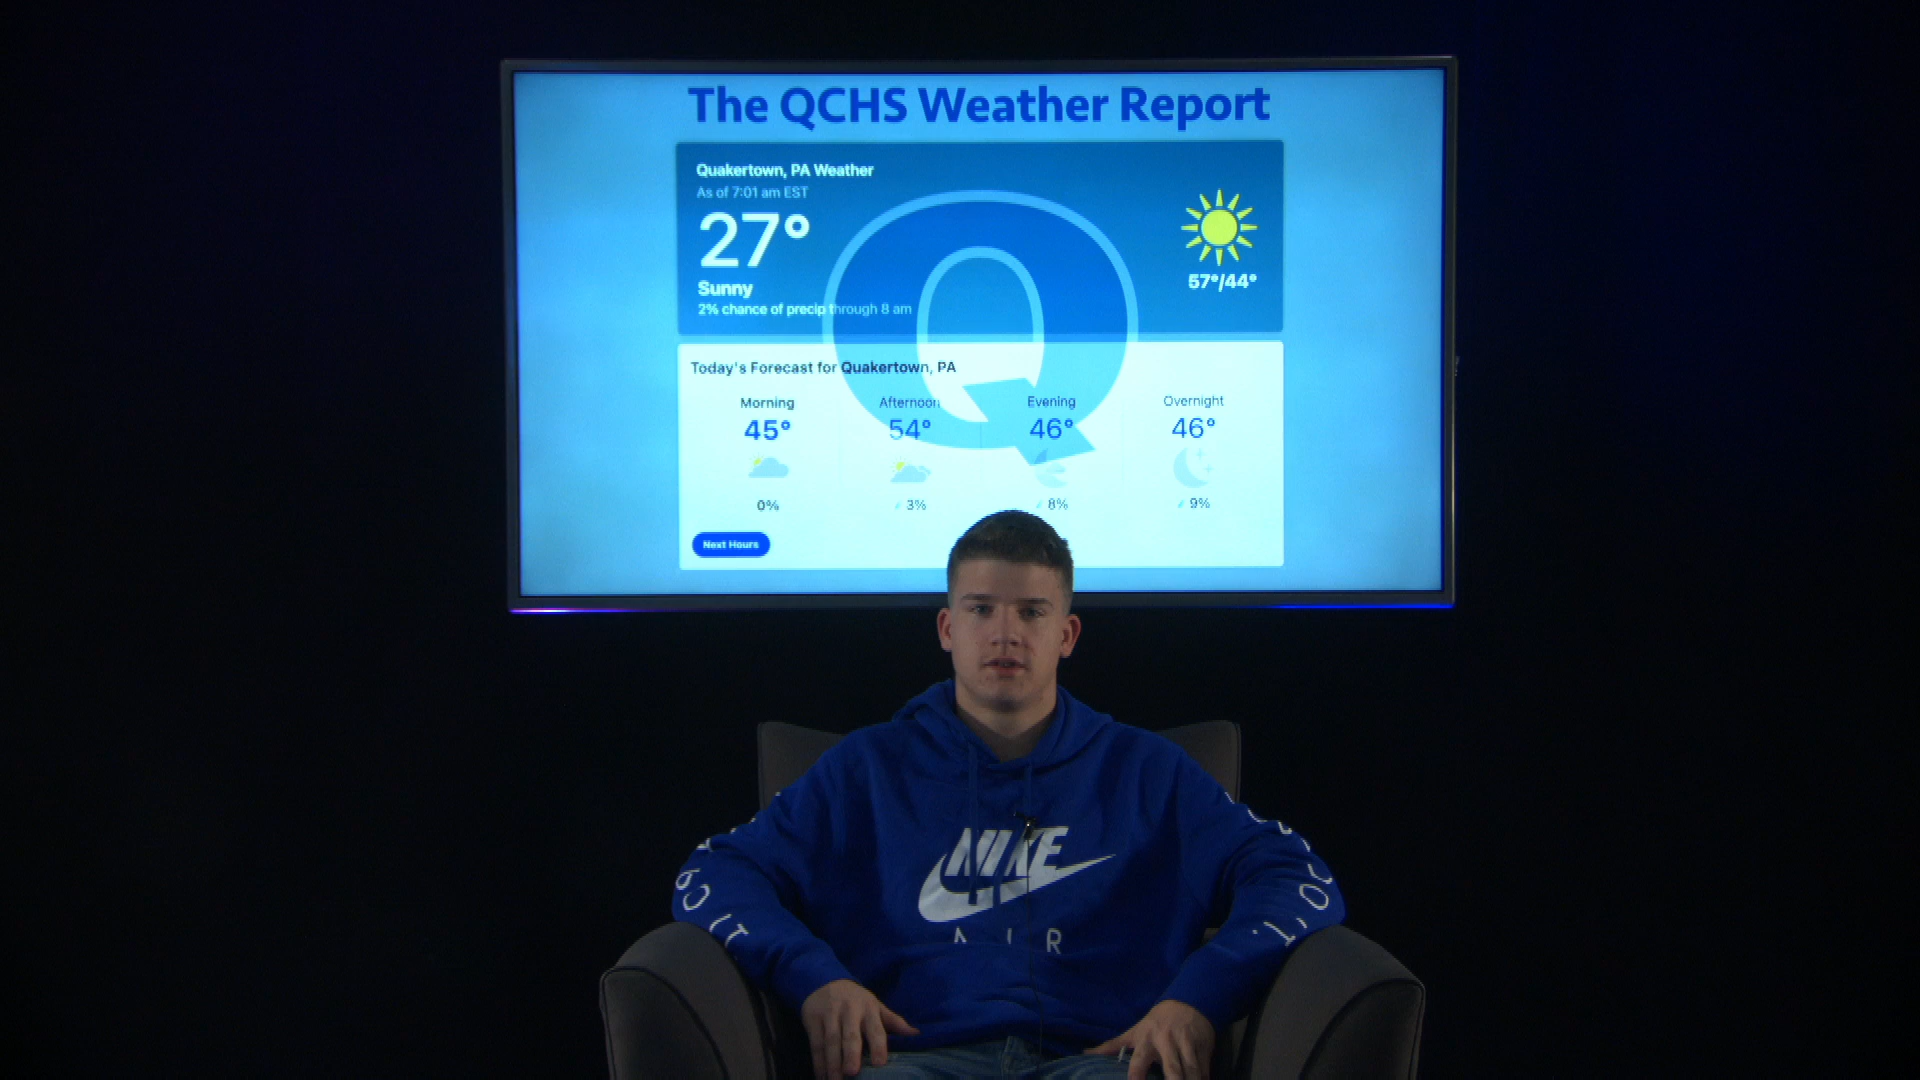 The QCHS Weather Report
Quakertown, PA Weather
As of 7:01 am EST
27°
Sunny
2% chance of precip through 8 am
57°/44°
Q
Today's Forecast for Quakertown, PA
Morning Afternoon Evening Overnight
45° 54° 46° 46°
0% 3% 8% 9%
Next Hours
NIKE
AIR